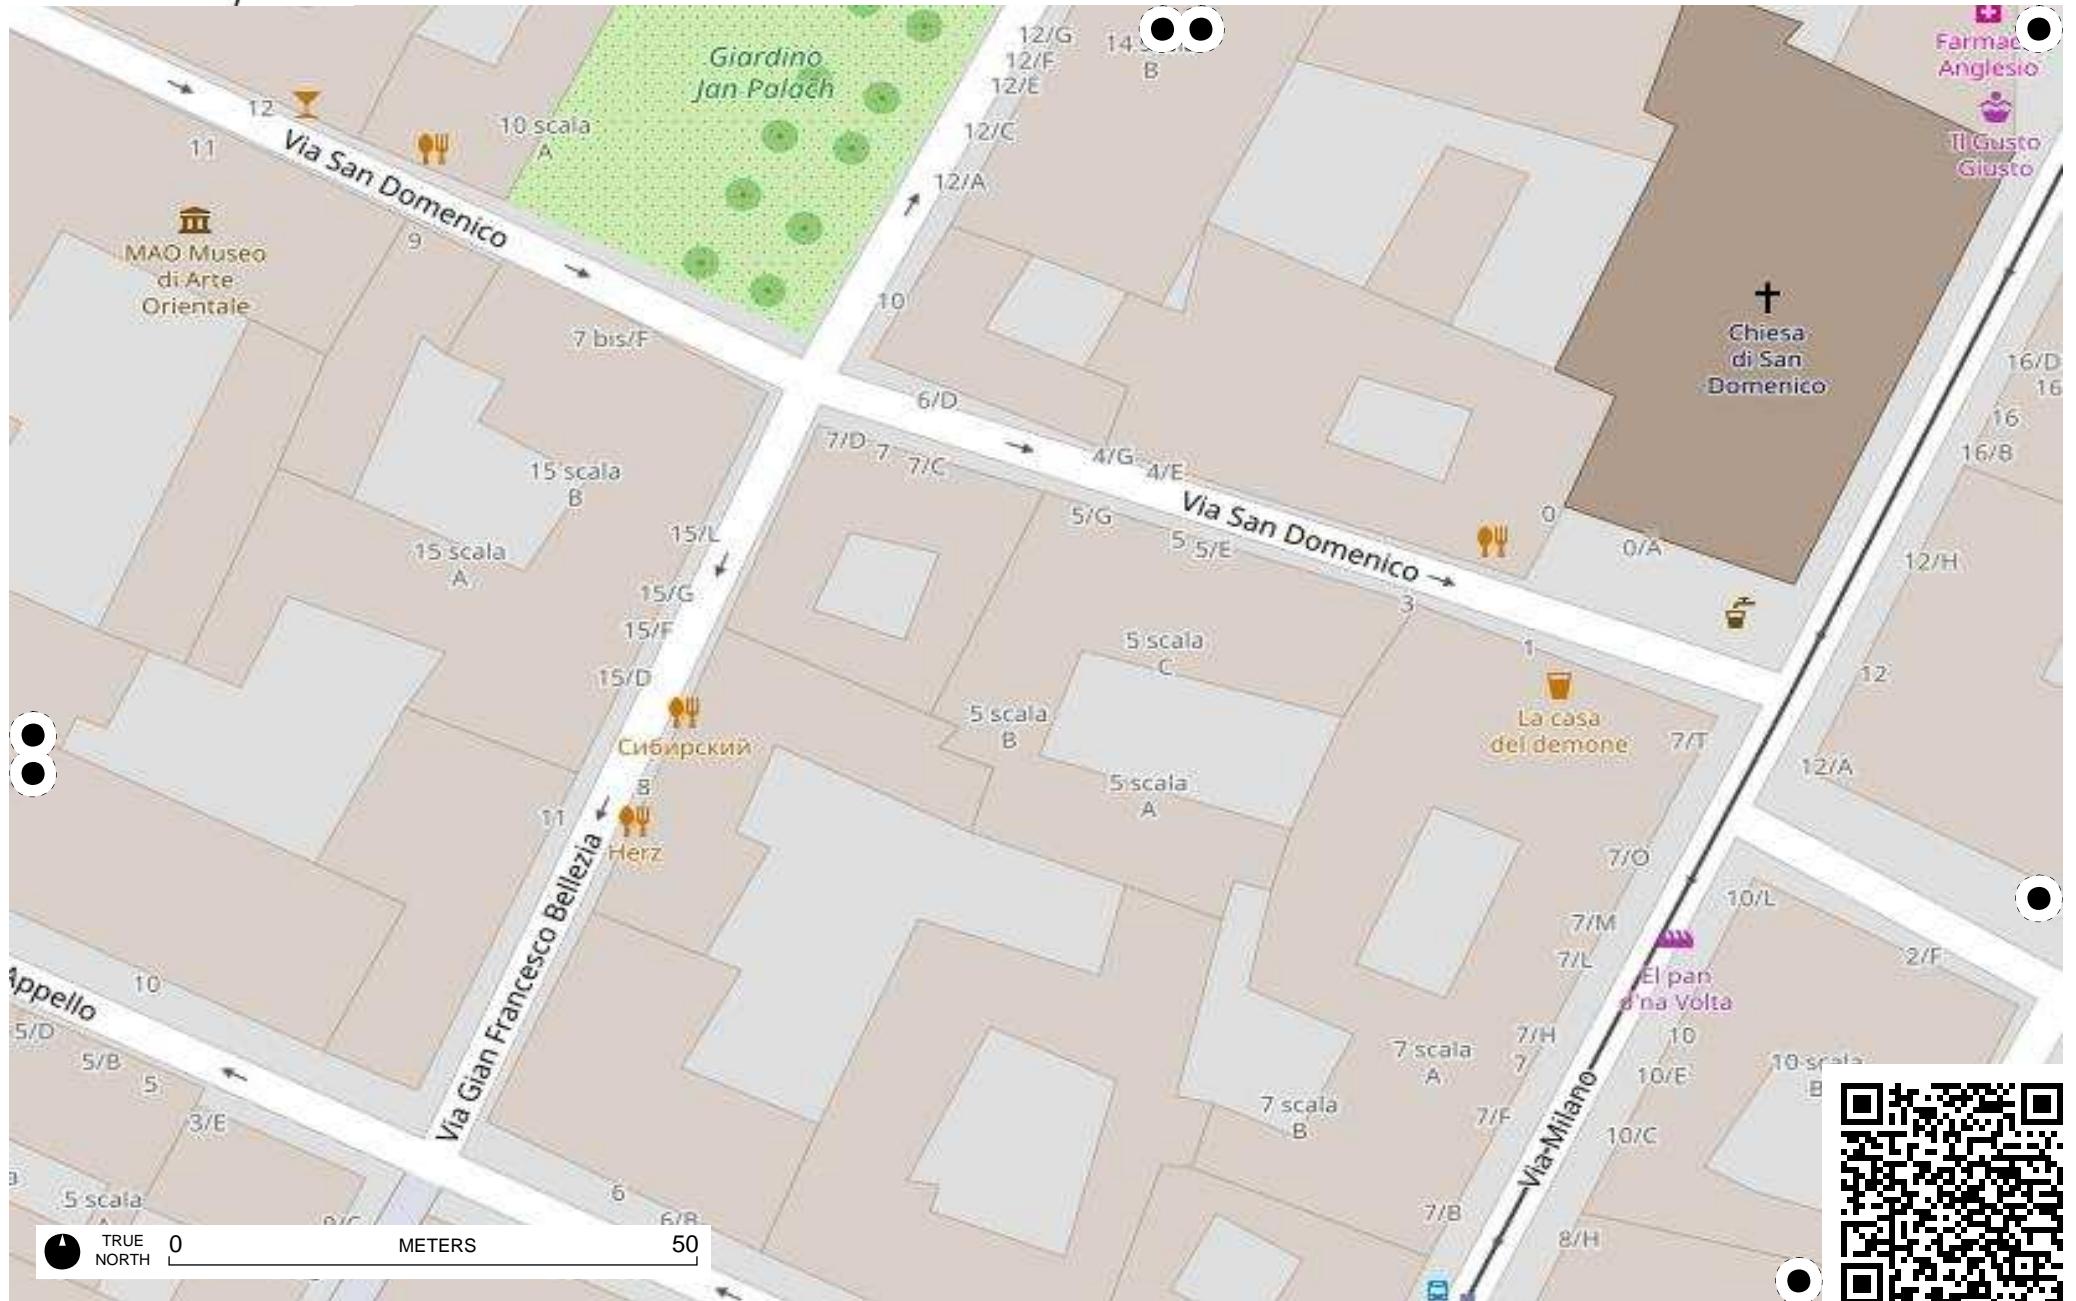 Giardino
Jan Palach
12/G
12/F
12/E
14
B
Anglesio
Il Gusto
Giusto
12
11
Via San Domenico
10 scala
A
12/C
12/A
MAO Museo
di Arte
Orientale
9
7 bis/F
10
Chiesa
di San
Domenico
16/D
16
16
16/B
6/D
7/D
7
7/C
4/G
4/E
Via San Domenico
15 scala
B
15 scala
A
15/L
15/G
15/F
15/D
5/G
5
5/E
0
0/A
12/H
3
1
12
5 scala
C
5 scala
B
5 scala
A
La casa
del demone
7/T
12/A
Сибирский
8
11
Herz
Via Gian Francesco Bellezia
7/O
10/L
7/M
7/L
2/F
El pan
d'na Volta
Appello
10
5/D
5/B
5
3/E
7/H
7
10
10/E
7 scala
A
7 scala
B
7/F
10/C
10 scala
B
Via Milano
5 scala
6
6/B
7/B
8/H
TRUE
NORTH
0
METERS
50